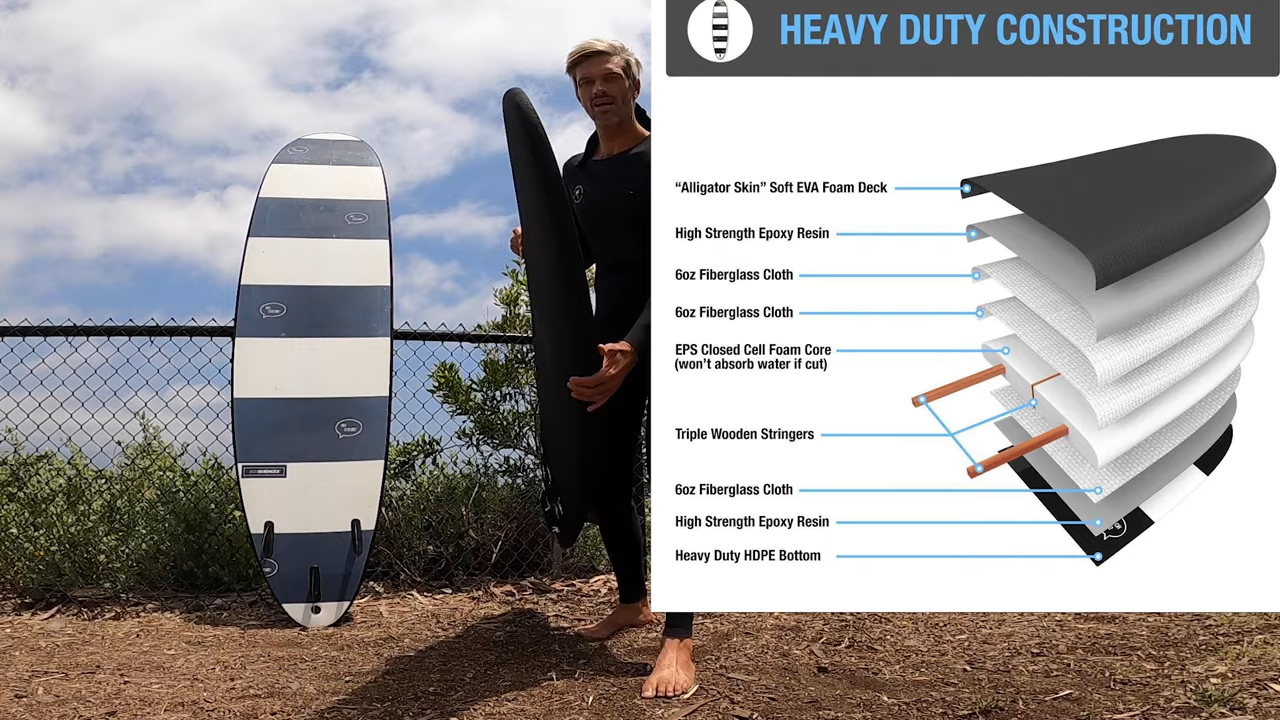 HEAVY DUTY CONSTRUCTION
“Alligator Skin” Soft EVA Foam Deck
High Strength Epoxy Resin
6oz Fiberglass Cloth
6oz Fiberglass Cloth
EPS Closed Cell Foam Core
(won’t absorb water if cut)
Triple Wooden Stringers
6oz Fiberglass Cloth
High Strength Epoxy Resin
Heavy Duty HDPE Bottom